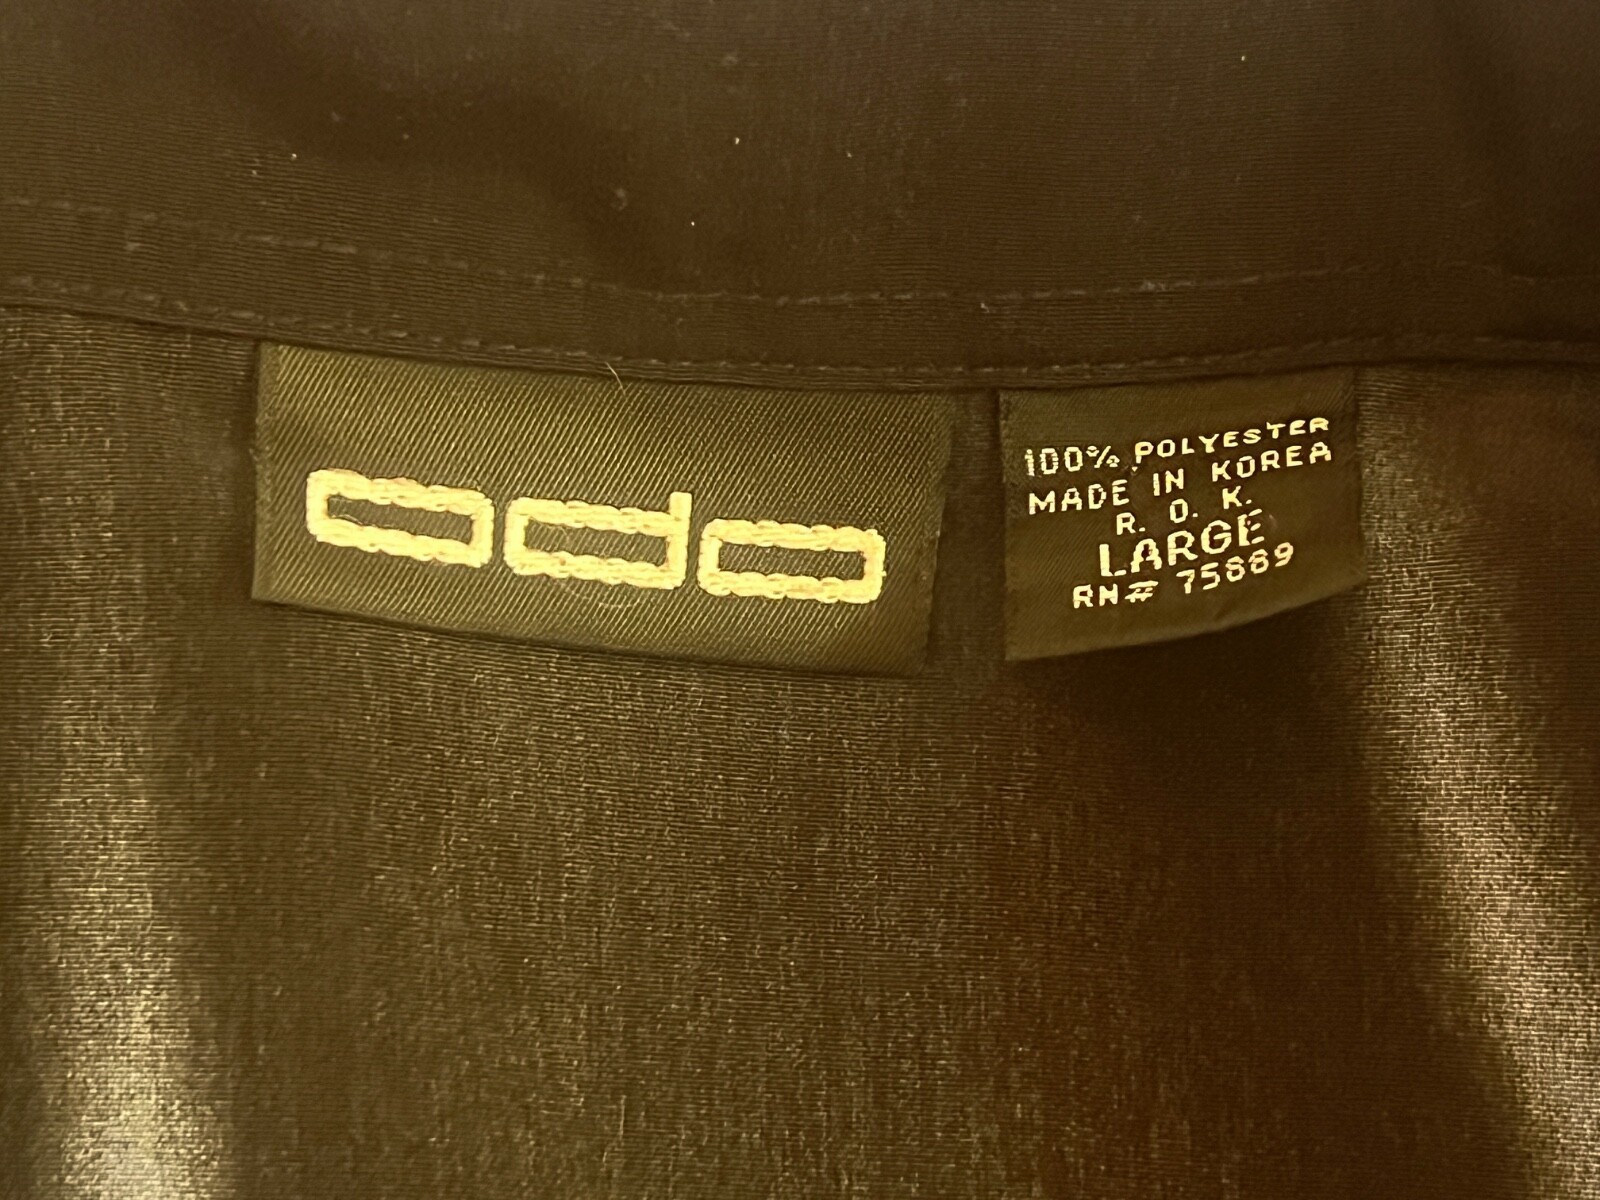 odo
100% POLYESTER
MADE IN KOREA
R. O. K.
LARGE
RN# 75889